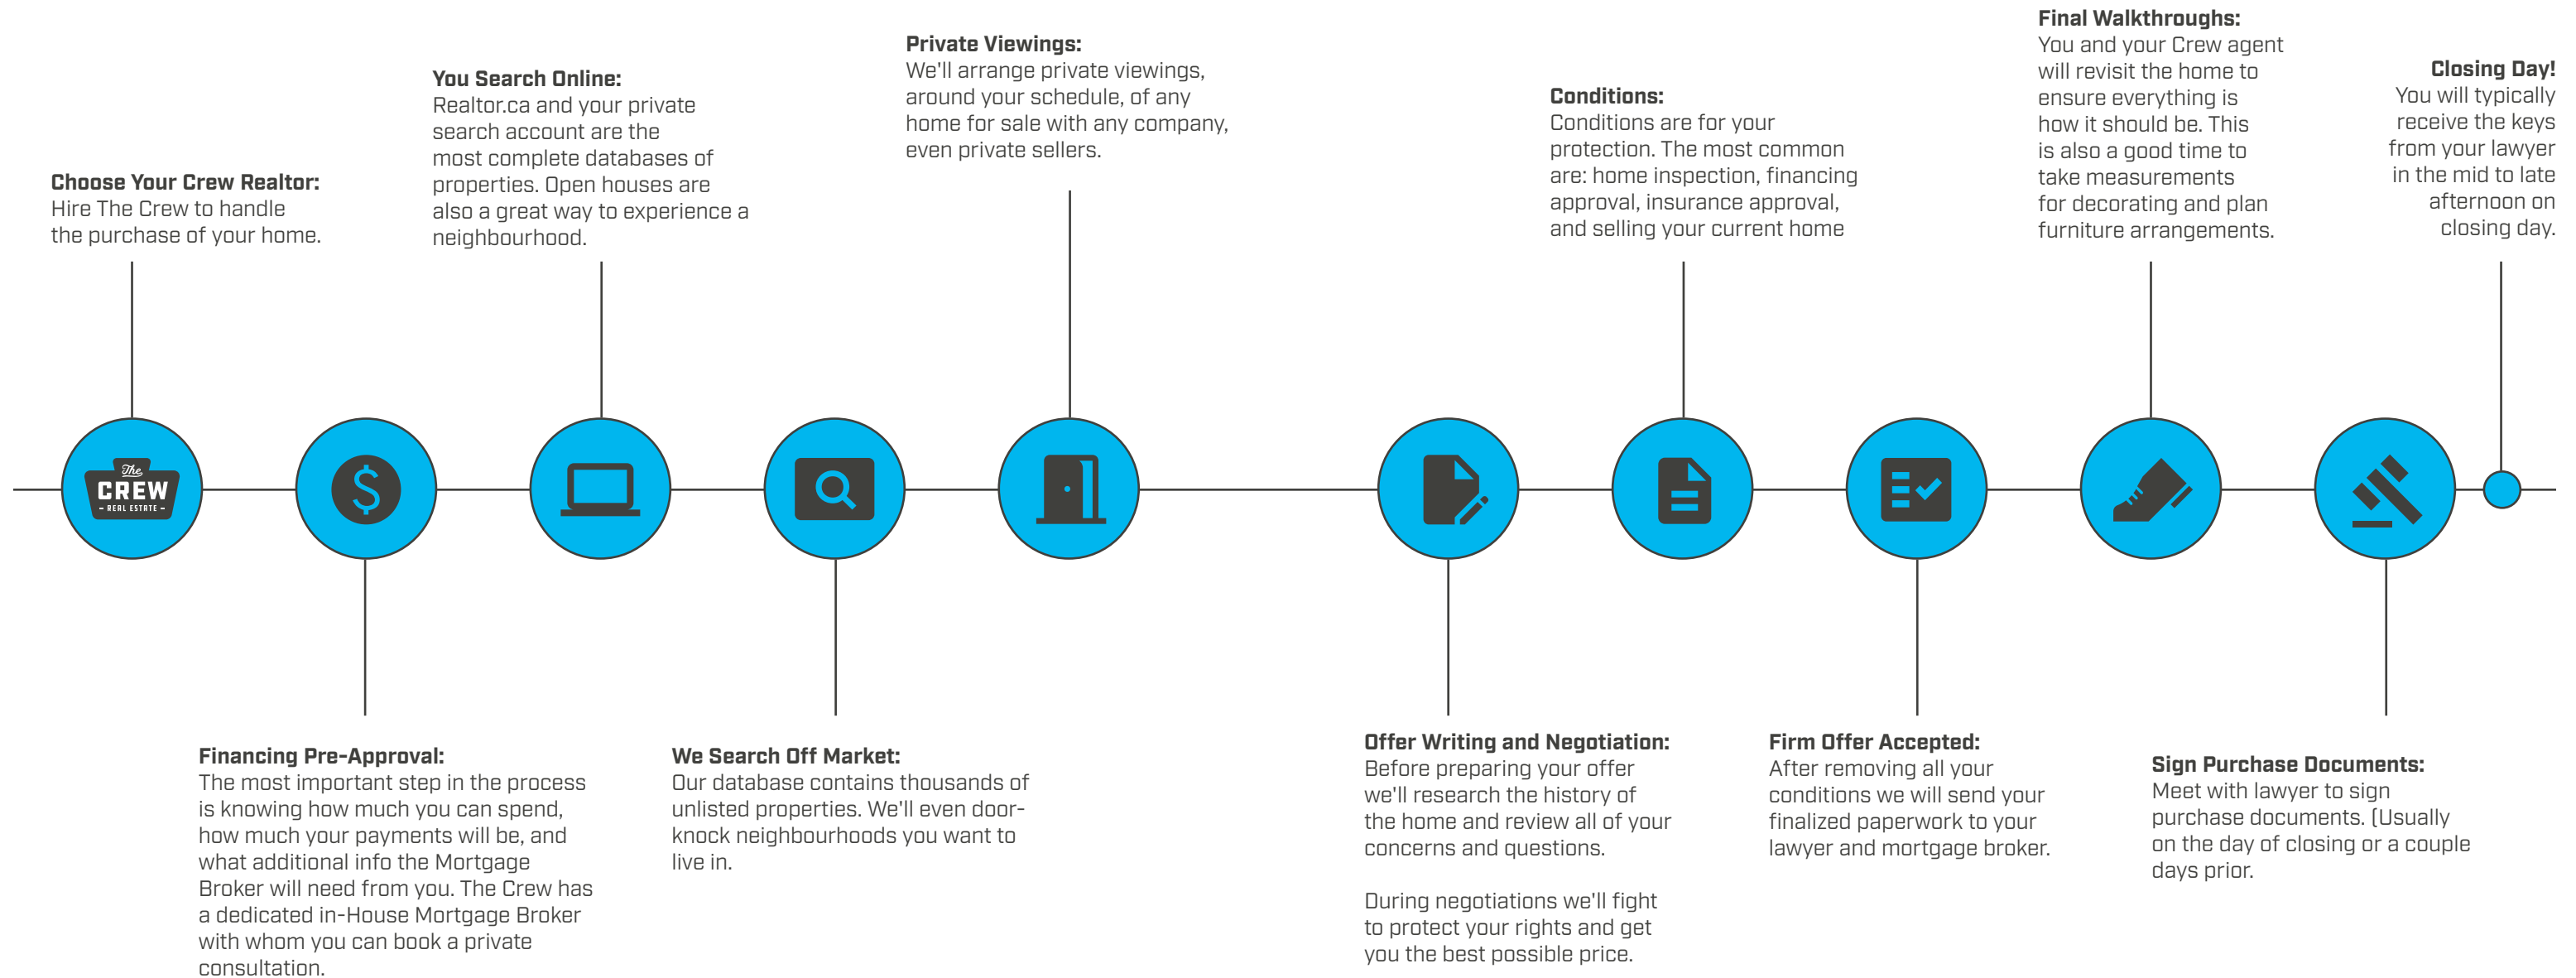 Choose Your Crew Realtor:
Hire The Crew to handle
the purchase of your home.
The
CREW
- REAL ESTATE -
Financing Pre-Approval:
The most important step in the process
is knowing how much you can spend,
how much your payments will be, and
what additional info the Mortgage
Broker will need from you. The Crew has
a dedicated in-House Mortgage Broker
with whom you can book a private
consultation.
You Search Online:
Realtor.ca and your private
search account are the
most complete databases of
properties. Open houses are
also a great way to experience a
neighbourhood.
We Search Off Market:
Our database contains thousands of
unlisted properties. We'll even door-
knock neighbourhoods you want to
live in.
Private Viewings:
We'll arrange private viewings,
around your schedule, of any
home for sale with any company,
even private sellers.
Offer Writing and Negotiation:
Before preparing your offer
we'll research the history of
the home and review all of your
concerns and questions.
During negotiations we'll fight
to protect your rights and get
you the best possible price.
Conditions:
Conditions are for your
protection. The most common
are: home inspection, financing
approval, insurance approval,
and selling your current home
Firm Offer Accepted:
After removing all your
conditions we will send your
finalized paperwork to your
lawyer and mortgage broker.
Final Walkthroughs:
You and your Crew agent
will revisit the home to
ensure everything is
how it should be. This
is also a good time to
take measurements
for decorating and plan
furniture arrangements.
Sign Purchase Documents:
Meet with lawyer to sign
purchase documents. (Usually
on the day of closing or a couple
days prior.
Closing Day!
You will typically
receive the keys
from your lawyer
in the mid to late
afternoon on
closing day.